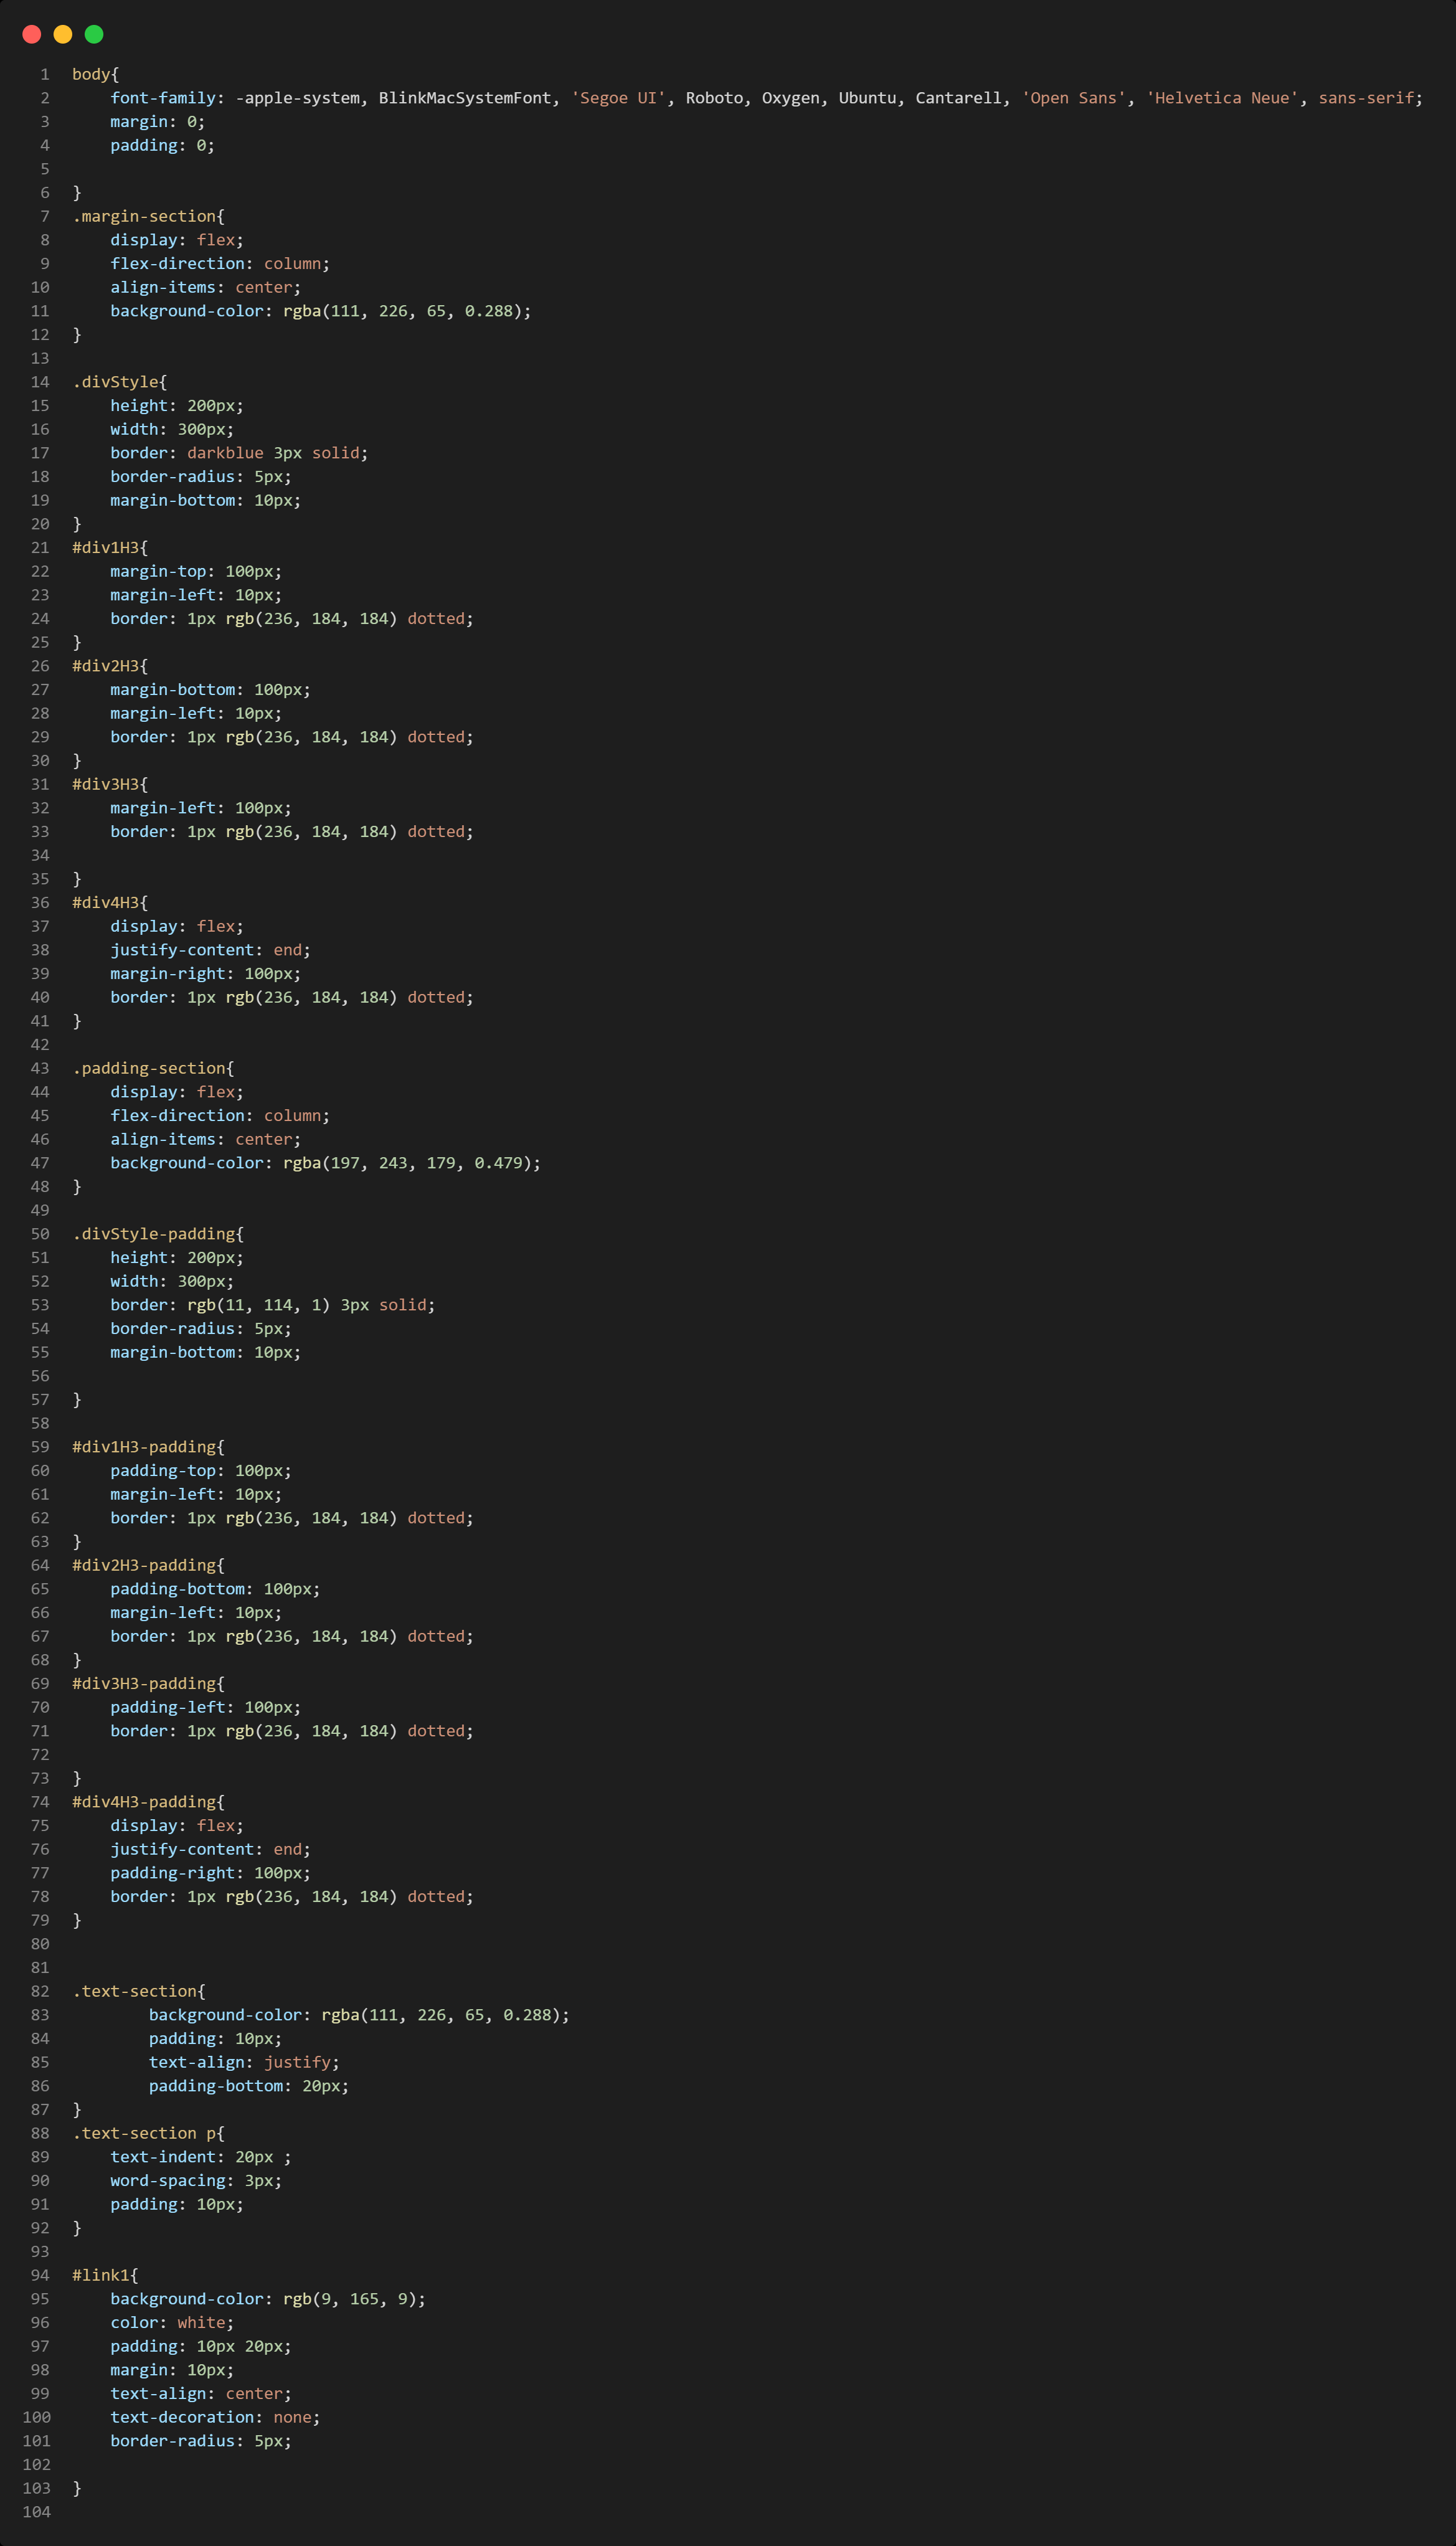 1 body{
2 font-family: -apple-system, BlinkMacSystemFont, 'Segoe UI', Roboto, Oxygen, Ubuntu, Cantarell, 'Open Sans', 'Helvetica Neue', sans-serif;
3 margin: 0;
4 padding: 0;
5
6 }
7 .margin-section{
8 display: flex;
9 flex-direction: column;
10 align-items: center;
11 background-color: rgba(111, 226, 65, 0.288);
12 }
13
14 .divStyle{
15 height: 200px;
16 width: 300px;
17 border: darkblue 3px solid;
18 border-radius: 5px;
19 margin-bottom: 10px;
20 }
21 #div1H3{
22 margin-top: 100px;
23 margin-left: 10px;
24 border: 1px rgb(236, 184, 184) dotted;
25 }
26 #div2H3{
27 margin-bottom: 100px;
28 margin-left: 10px;
29 border: 1px rgb(236, 184, 184) dotted;
30 }
31 #div3H3{
32 margin-left: 100px;
33 border: 1px rgb(236, 184, 184) dotted;
34
35 }
36 #div4H3{
37 display: flex;
38 justify-content: end;
39 margin-right: 100px;
40 border: 1px rgb(236, 184, 184) dotted;
41 }
42
43 .padding-section{
44 display: flex;
45 flex-direction: column;
46 align-items: center;
47 background-color: rgba(197, 243, 179, 0.479);
48 }
49
50 .divStyle-padding{
51 height: 200px;
52 width: 300px;
53 border: rgb(11, 114, 1) 3px solid;
54 border-radius: 5px;
55 margin-bottom: 10px;
56
57 }
58
59 #div1H3-padding{
60 padding-top: 100px;
61 margin-left: 10px;
62 border: 1px rgb(236, 184, 184) dotted;
63 }
64 #div2H3-padding{
65 padding-bottom: 100px;
66 margin-left: 10px;
67 border: 1px rgb(236, 184, 184) dotted;
68 }
69 #div3H3-padding{
70 padding-left: 100px;
71 border: 1px rgb(236, 184, 184) dotted;
72
73 }
74 #div4H3-padding{
75 display: flex;
76 justify-content: end;
77 padding-right: 100px;
78 border: 1px rgb(236, 184, 184) dotted;
79 }
80
81
82 .text-section{
83 background-color: rgba(111, 226, 65, 0.288);
84 padding: 10px;
85 text-align: justify;
86 padding-bottom: 20px;
87 }
88 .text-section p{
89 text-indent: 20px ;
90 word-spacing: 3px;
91 padding: 10px;
92 }
93
94 #link1{
95 background-color: rgb(9, 165, 9);
96 color: white;
97 padding: 10px 20px;
98 margin: 10px;
99 text-align: center;
100 text-decoration: none;
101 border-radius: 5px;
102
103 }
104